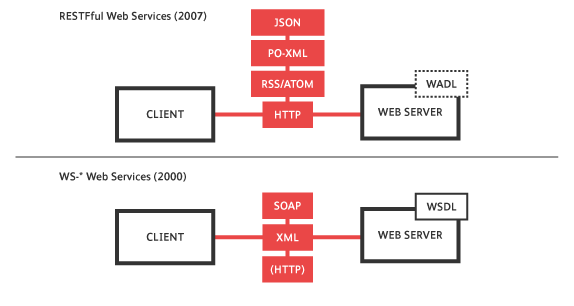 RESTFful Web Services (2007)
JSON
PO-XML
RSS/ATOM
WADL
CLIENT
HTTP
WEB SERVER
WS-* Web Services (2000)
SOAP
WSDL
CLIENT
XML
WEB SERVER
(HTTP)